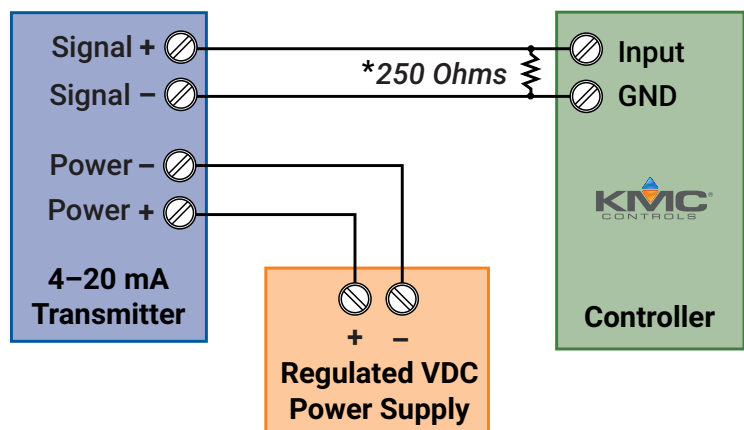 Signal +
Signal –
Power –
Power +
4–20 mA
Transmitter
*250 Ohms
Input
GND
KMC
CONTROLS
Controller
+ –
Regulated VDC
Power Supply